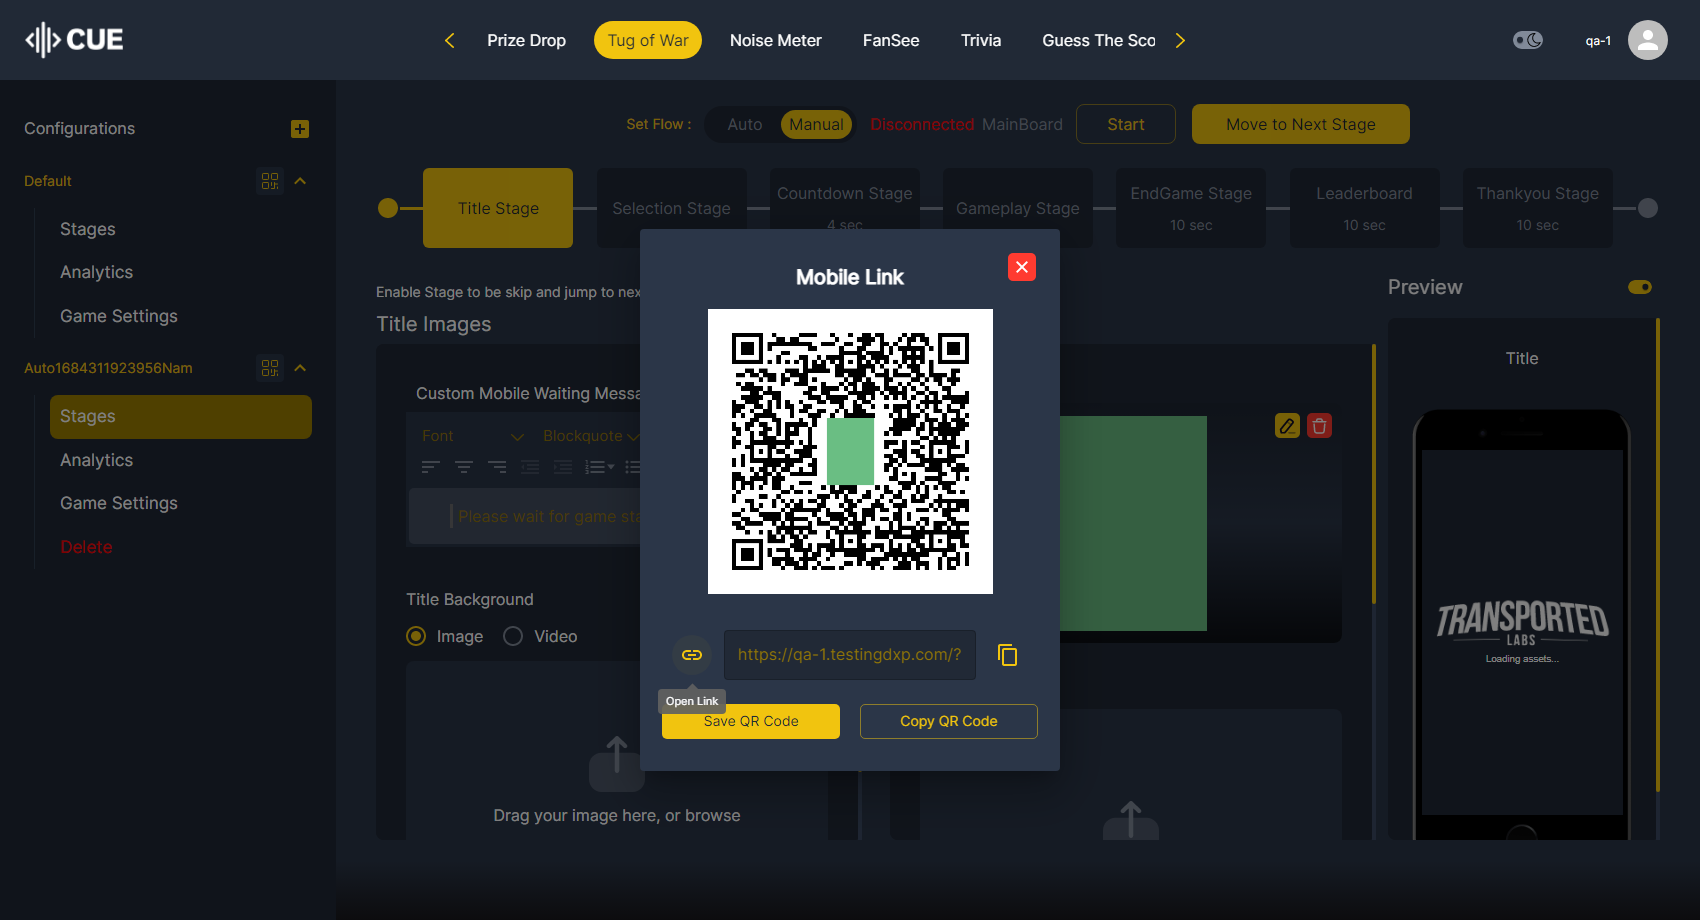 CUE
Prize Drop
Tug of War
Noise Meter
FanSee
Trivia
Guess The Sco
qa-1
Configurations
Default
Stages
Analytics
Game Settings
Auto1684311923956Nam
Stages
Analytics
Game Settings
Delete
Set Flow :
Auto
Manual
Disconnected MainBoard
Start
Move to Next Stage
Title Stage
Selection Stage
Countdown Stage
4 sec
Gameplay Stage
EndGame Stage
10 sec
Leaderboard
10 sec
Thankyou Stage
10 sec
Enable Stage to be skip and jump to nex
Title Images
Custom Mobile Waiting Messa
Font
Blockquote
Please wait for game sta
Title Background
Image
Video
Drag your image here, or browse
Mobile Link
https://qa-1.testingdxp.com/?
Open Link
Save QR Code
Copy QR Code
Preview
Title
TRANSPORTED
LABS
Loading assets...